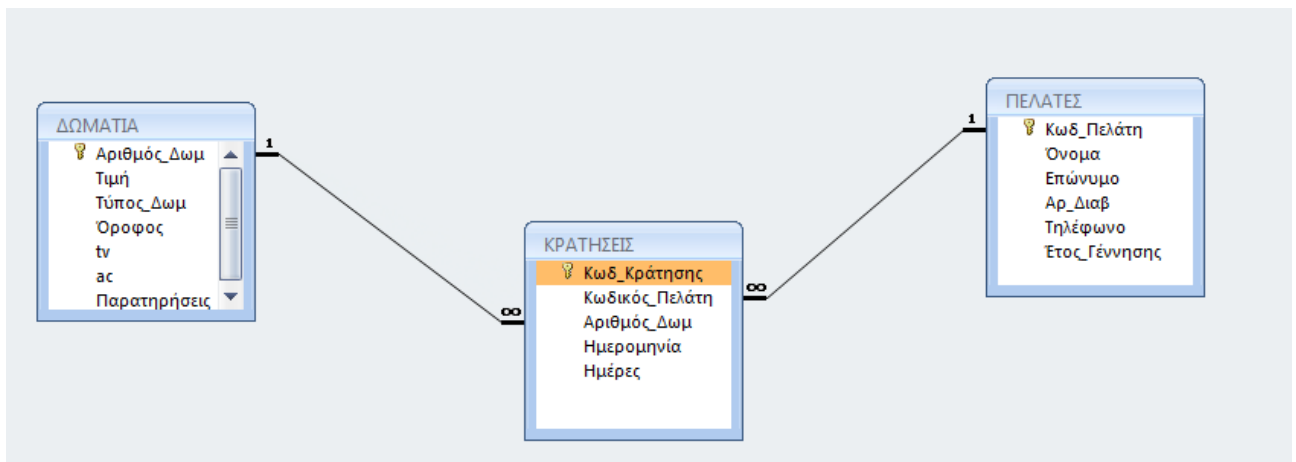 ΔΩΜΑΤΙΑ
Αριθμός_Δωμ
Τιμή
Τύπος_Δωμ
Όροφος
tv
ac
Παρατηρήσεις
1
∞
ΚΡΑΤΗΣΕΙΣ
Κωδ_Κράτησης
Κωδικός_Πελάτη
Αριθμός_Δωμ
Ημερομηνία
Ημέρες
∞
1
ΠΕΛΑΤΕΣ
Κωδ_Πελάτη
Όνομα
Επώνυμο
Αρ_Διαβ
Τηλέφωνο
Έτος_Γέννησης